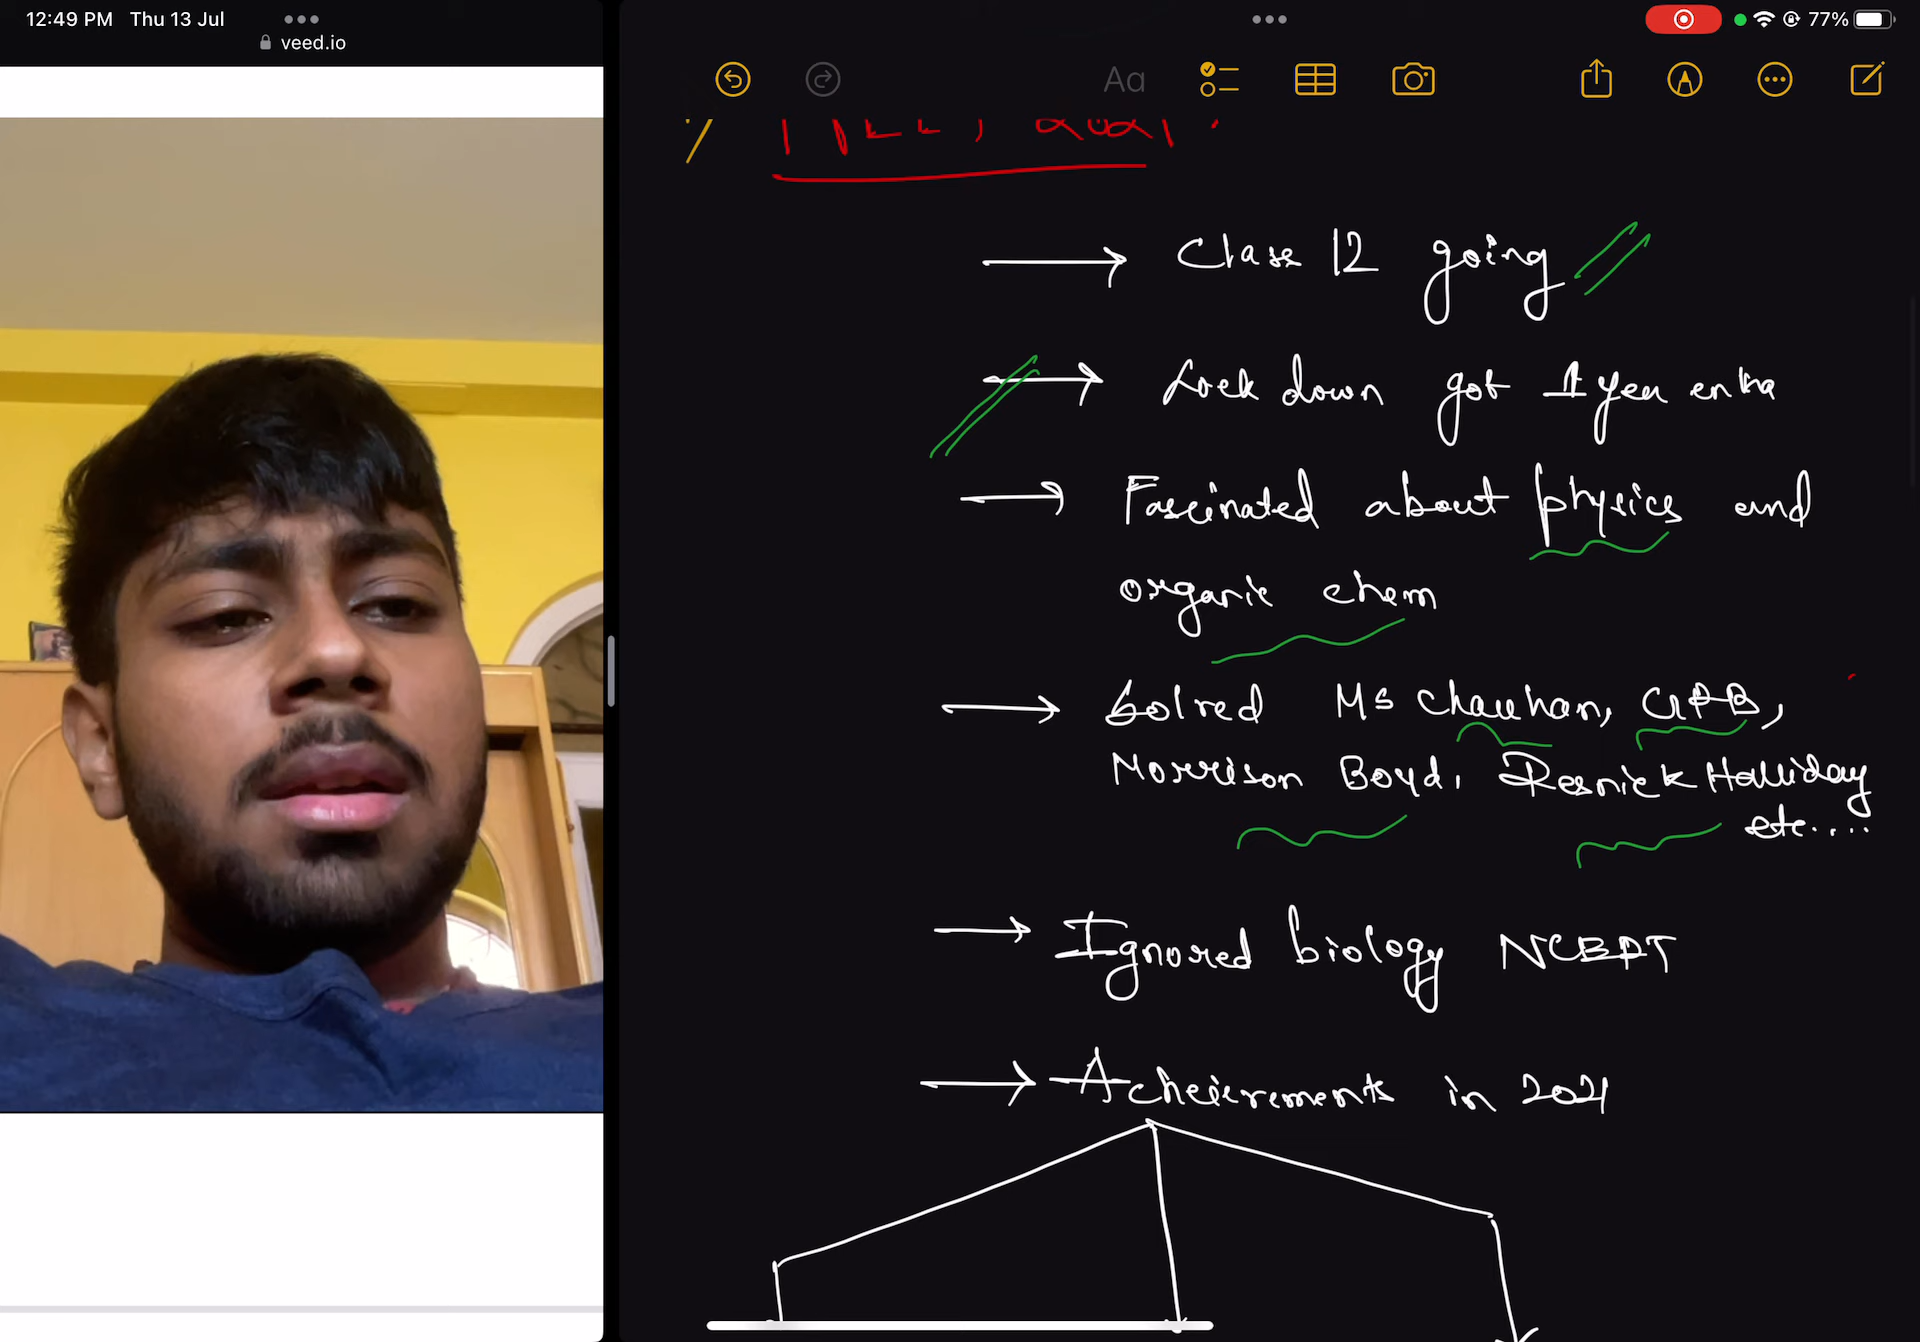 12:49 PM Thu 13 Jul
veed.io
77%
Aa
Class 12 going
Lock down got 1 year extra
Fascinated about physics and
organic chem
Solved Ms Chauhan, GRB,
Morrison Boyd, Resnick Halliday
etc....
Ignored biology NCERT
Acheievements in 2021